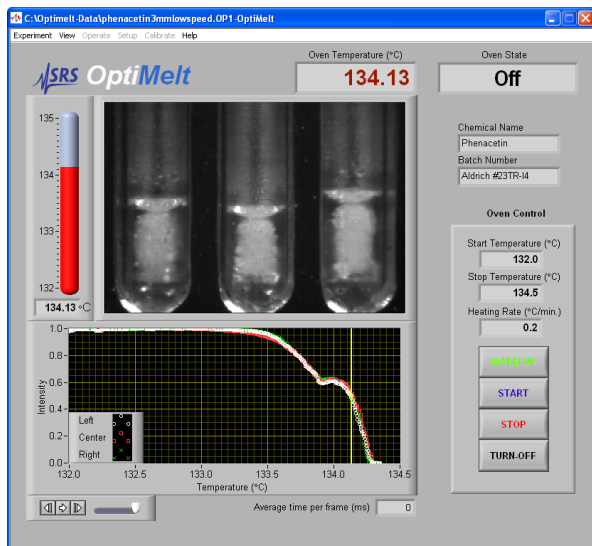 C:\Optimelt-Data\phenacetin3mmlowspeed.OP1-OptiMelt
Experiment View Operate Setup Calibrate Help
SRS OptiMelt
Oven Temperature (°C)
134.13
Oven State
Off
135-
134-
133-
132-
134.13 °C
Chemical Name
Phenacetin
Batch Number
Aldrich #23TR-I4
Oven Control
Start Temperature (°C)
132.0
Stop Temperature (°C)
134.5
Heating Rate (°C/min.)
0.2
WARM-UP
START
STOP
TURN-OFF
Intensity
1.0
0.8
0.6
0.4
0.2
0.0
Left
Center
Right
132.0 132.5 133.0 133.5 134.0 134.5
Temperature (°C)
Average time per frame (ms) 0